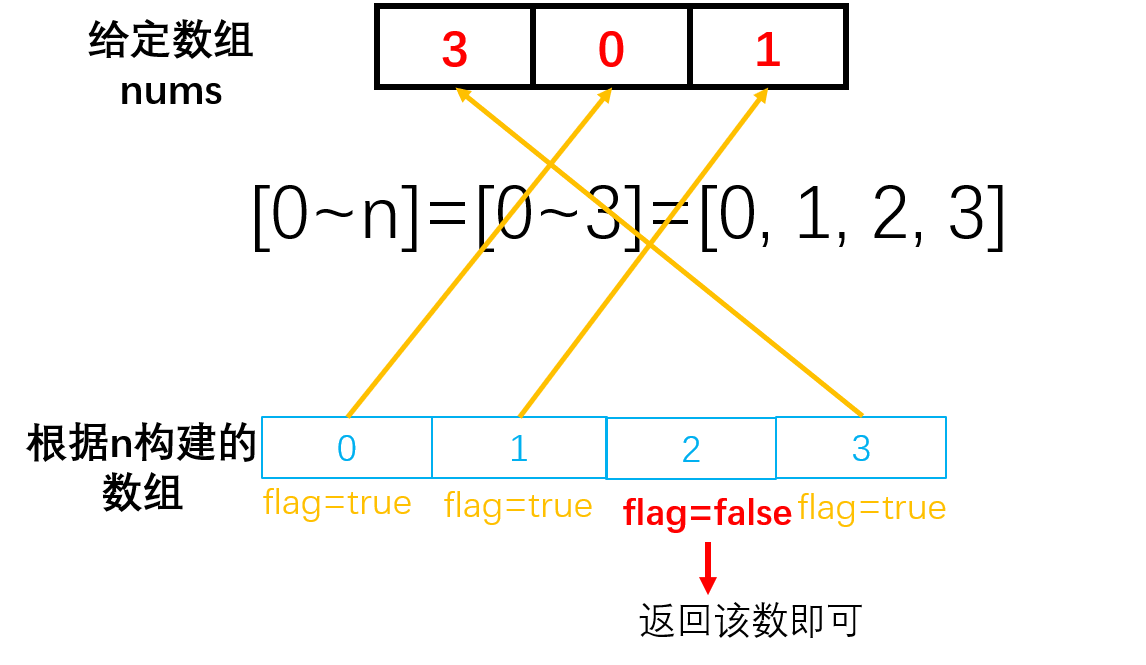 给定数组
nums
3 0 1
[0~n]=[0~3]=[0, 1, 2, 3]
根据n构建的
数组
0 1 2 3
flag=true flag=true flag=false flag=true
返回该数即可